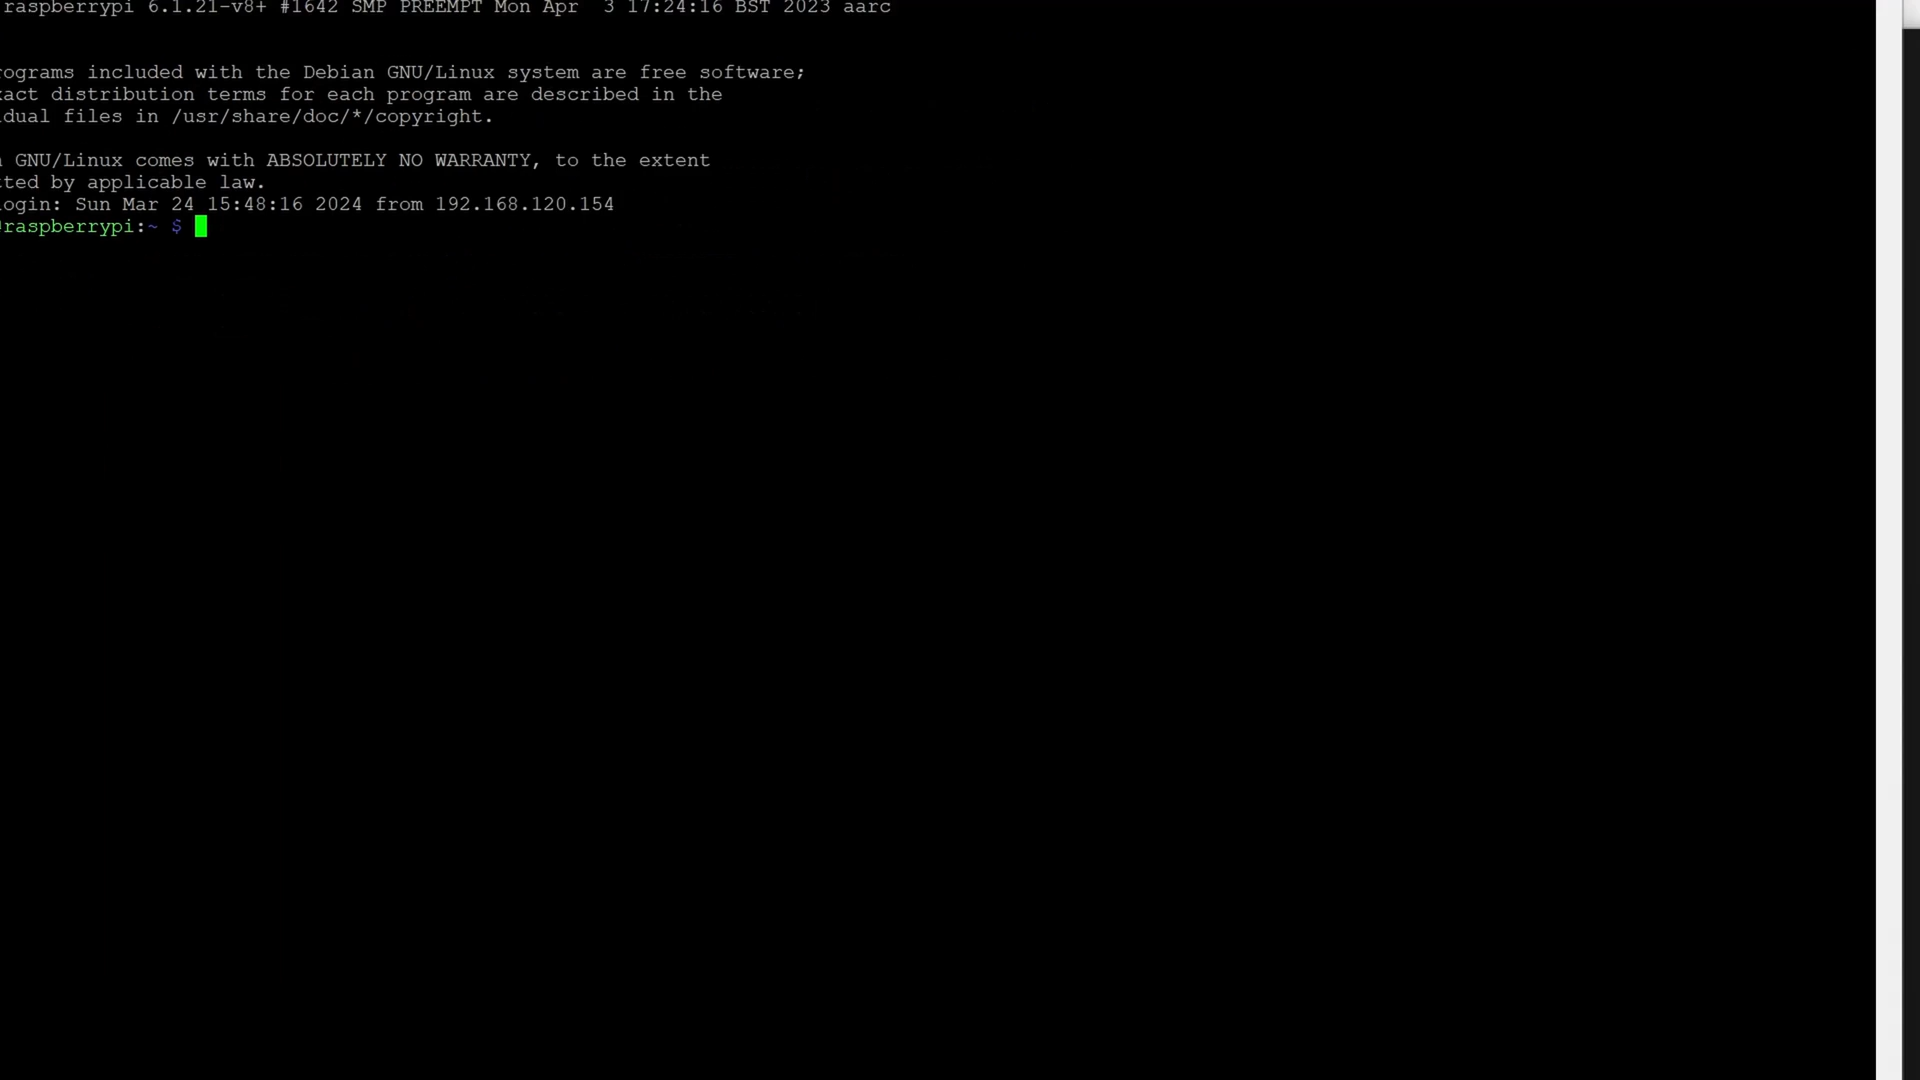 raspberrypi 6.1.21-v8+ #1642 SMP PREEMPT Mon Apr  3 17:24:16 BST 2023 aarc
ograms included with the Debian GNU/Linux system are free software;
act distribution terms for each program are described in the
dual files in /usr/share/doc/*/copyright.
GNU/Linux comes with ABSOLUTELY NO WARRANTY, to the extent
ted by applicable law.
ogin: Sun Mar 24 15:48:16 2024 from 192.168.120.154
raspberrypi:~ $